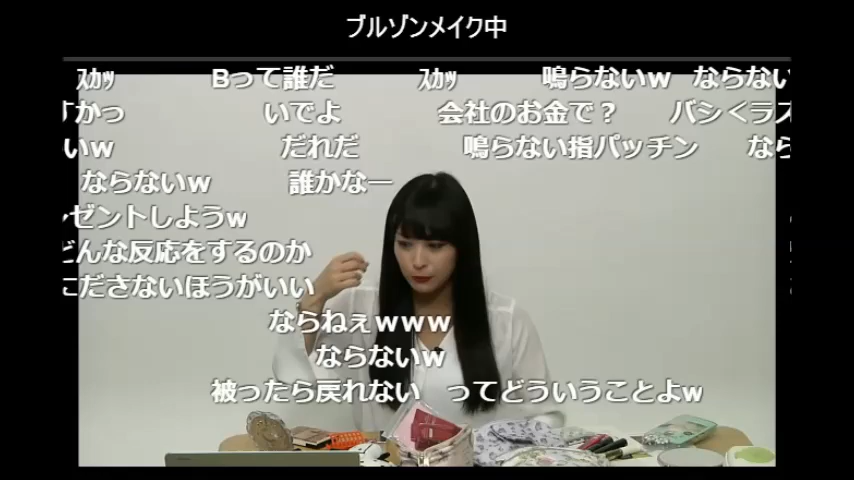 ブルゾンメイク中
ｽｶｯ Bって誰だ ｽｶｯ 鳴らないw ならない
すかっ いでよ 会社のお金で？ バシくラス
いw だれだ 鳴らない指パッチン なら
ならないw 誰かなー
レゼントしようw
どんな反応をするのか
こださないほうがいい
ならねぇwww
ならないw
被ったら戻れない ってどういうことよw